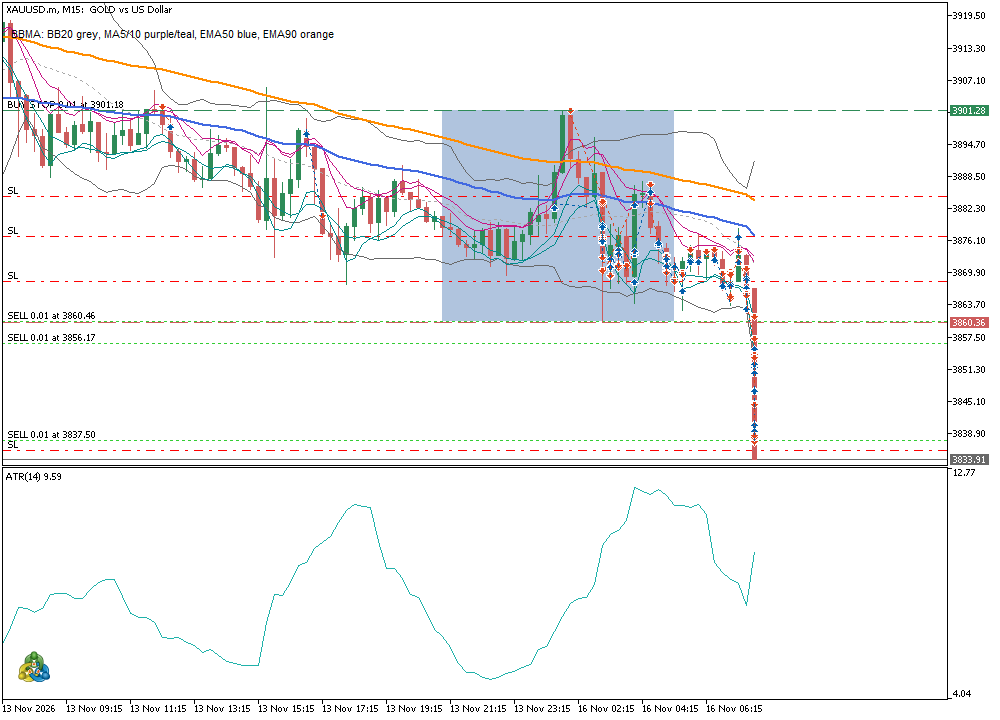 XAUUSD.m, M15: GOLD vs US Dollar
BBMA: BB20 grey, MA5/10 purple/teal, EMA50 blue, EMA90 orange
3919.50
3913.30
3907.10
BUY STOP 0.01 at 3901.18
3901.28
3894.70
3888.50
SL
3882.30
SL
3876.10
SL
3869.90
3863.70
SELL 0.01 at 3860.46
3860.36
SELL 0.01 at 3856.17
3857.50
3851.30
3845.10
SELL 0.01 at 3837.50
3838.90
SL
3833.91
ATR(14) 9.59
12.77
4.04
13 Nov 2026
13 Nov 09:15
13 Nov 11:15
13 Nov 13:15
13 Nov 15:15
13 Nov 17:15
13 Nov 19:15
13 Nov 21:15
13 Nov 23:15
16 Nov 02:15
16 Nov 04:15
16 Nov 06:15